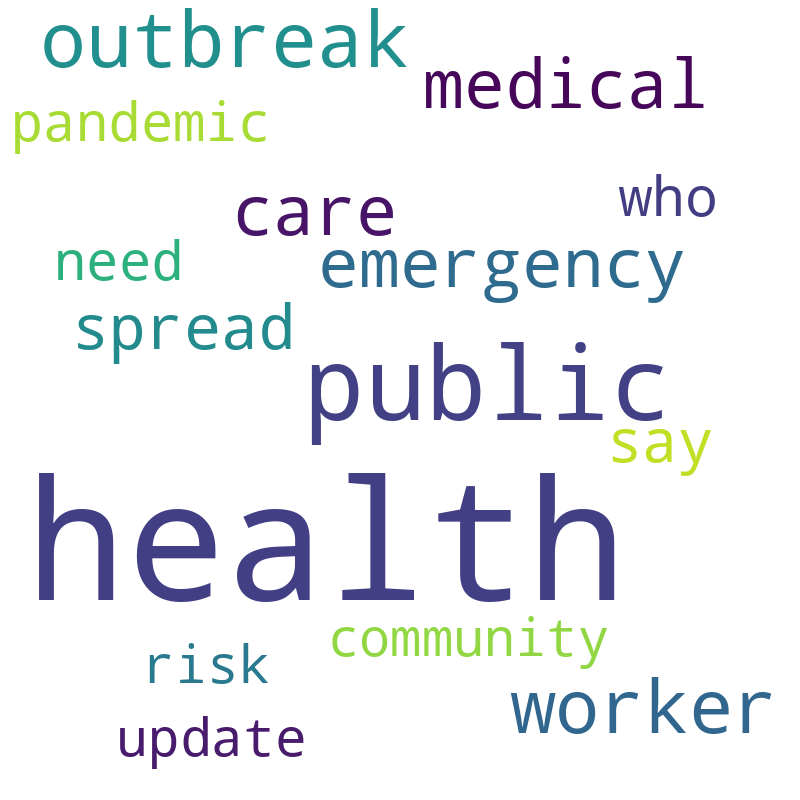 outbreak
medical
pandemic
care
who
need
emergency
spread
public
say
health
community
risk
worker
update